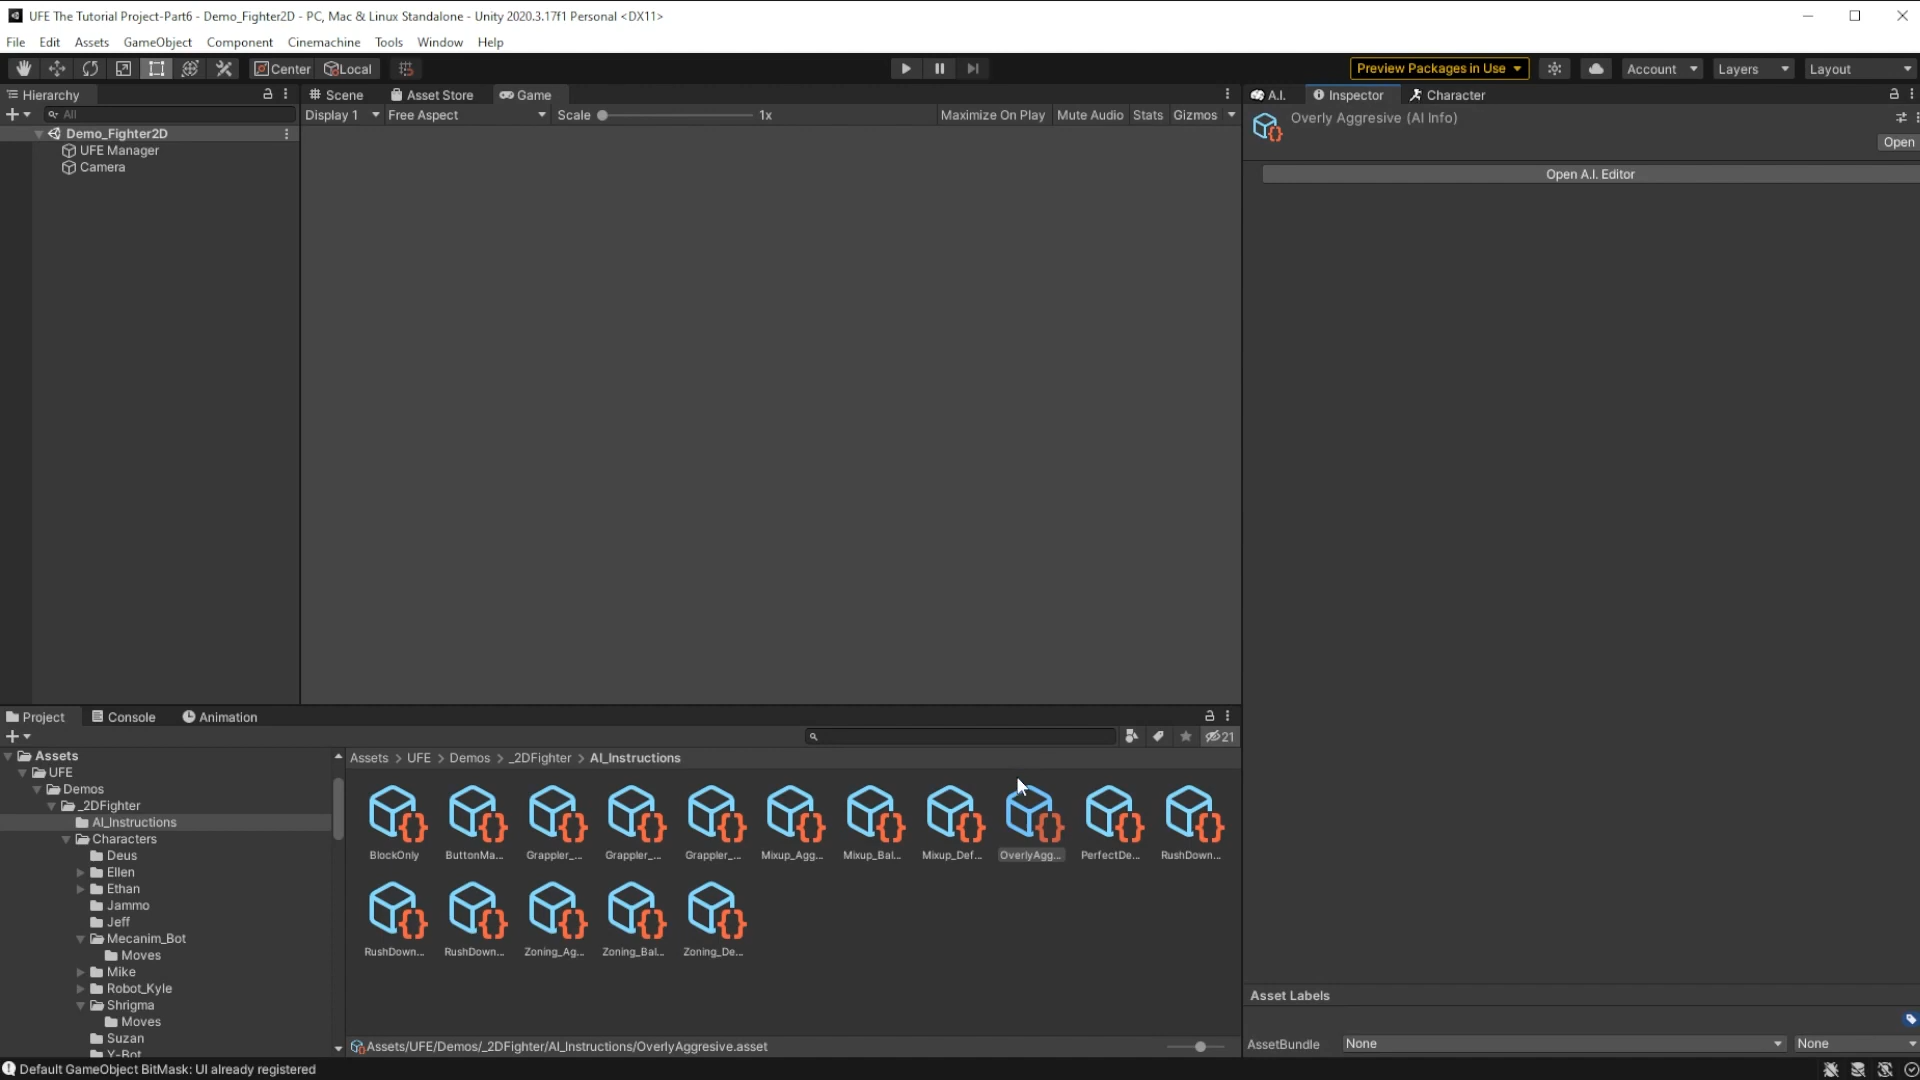 UFE The Tutorial Project-Part6 - Demo_Fighter2D - PC, Mac & Linux Standalone - Unity 2020.3.17f1 Personal <DX11>
File Edit Assets GameObject Component Cinemachine Tools Window Help
Center Local Preview Packages in Use Account Layers Layout
Hierarchy Scene Asset Store Game A.I. Inspector Character
All Display 1 Free Aspect Scale 1x Maximize On Play Mute Audio Stats Gizmos
Overly Aggresive (AI Info)
Open
Demo_Fighter2D
UFE Manager
Camera
Open A.I. Editor
Project Console Animation
21
Assets
UFE
Demos
_2DFighter
AI_Instructions
Characters
Deus
Ellen
Ethan
Jammo
Jeff
Mecanim_Bot
Moves
Mike
Robot_Kyle
Shrigma
Moves
Suzan
Y-Bot
Assets > UFE > Demos > _2DFighter > AI_Instructions
BlockOnly ButtonMa... Grappler_... Grappler_... Grappler_... Mixup_Agg... Mixup_Bal... Mixup_Def... OverlyAgg... PerfectDe... RushDown...
RushDown... RushDown... Zoning_Ag... Zoning_Bal... Zoning_De...
Assets/UFE/Demos/_2DFighter/AI_Instructions/OverlyAggresive.asset
Asset Labels
AssetBundle None None
Default GameObject BitMask: UI already registered